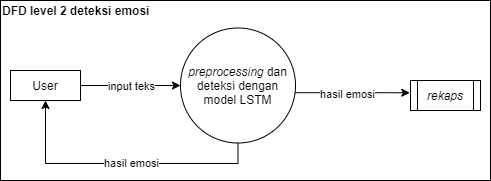 DFD level 2 deteksi emosi
User
input teks
preprocessing dan
deteksi dengan
model LSTM
hasil emosi
rekaps
hasil emosi